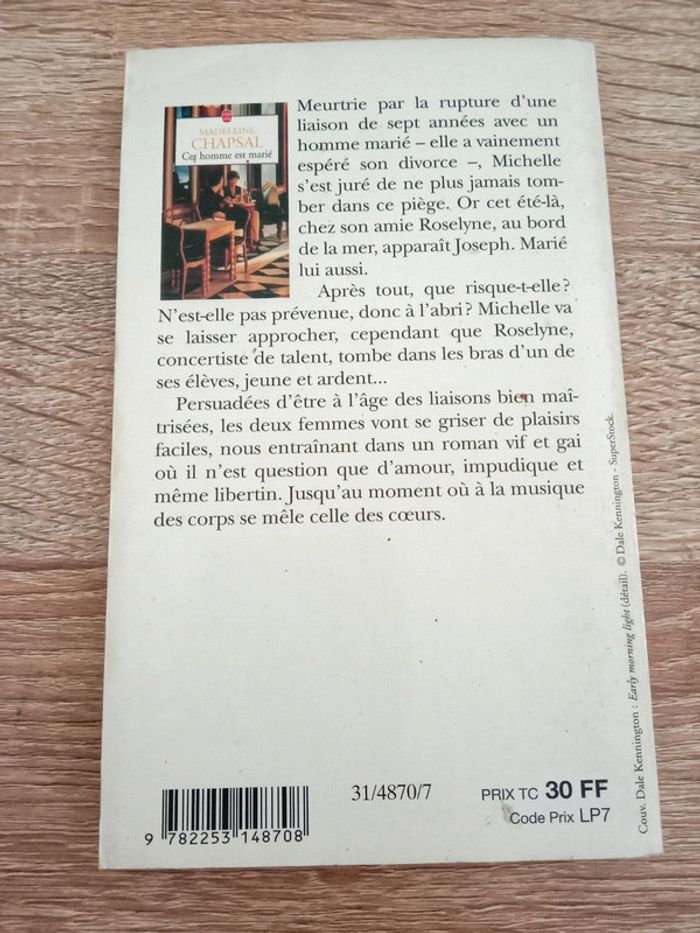 MADELEINE
CHAPSAL
Cet homme est marié
Meurtrie par la rupture d'une
liaison de sept années avec un
homme marié – elle a vainement
espéré son divorce –, Michelle
s'est juré de ne plus jamais tom-
ber dans ce piège. Or cet été-là,
chez son amie Roselyne, au bord
de la mer, apparaît Joseph. Marié
lui aussi.
Après tout, que risque-t-elle ?
N'est-elle pas prévenue, donc à l'abri ? Michelle va
se laisser approcher, cependant que Roselyne,
concertiste de talent, tombe dans les bras d'un de
ses élèves, jeune et ardent...
Persuadées d'être à l'âge des liaisons bien maî-
trisées, les deux femmes vont se griser de plaisirs
faciles, nous entraînant dans un roman vif et gai
où il n'est question que d'amour, impudique et
même libertin. Jusqu'au moment où à la musique
des corps se mêle celle des cœurs.
Couv. Dale Kennington : Early morning light (détail). © Dale Kennington - SuperStock.
31/4870/7
PRIX TC 30 FF
Code Prix LP7
9 782253 148708